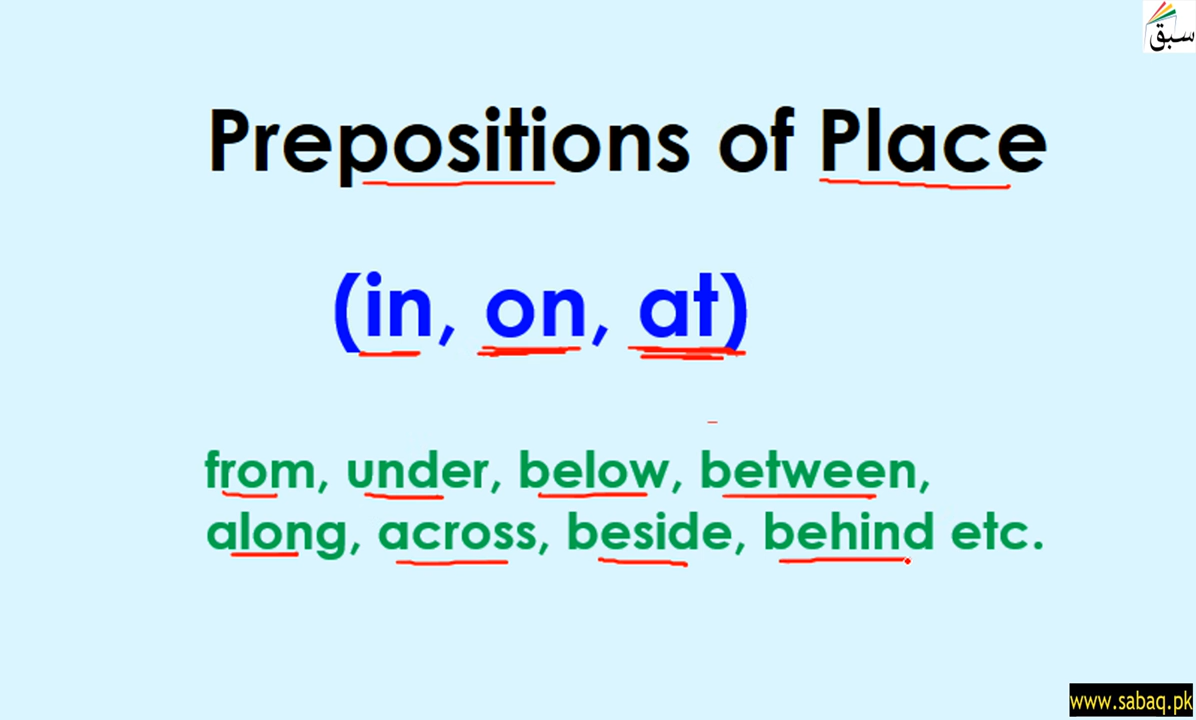 سبق
Prepositions of Place
(in, on, at)
from, under, below, between,
along, across, beside, behind etc.
www.sabaq.pk